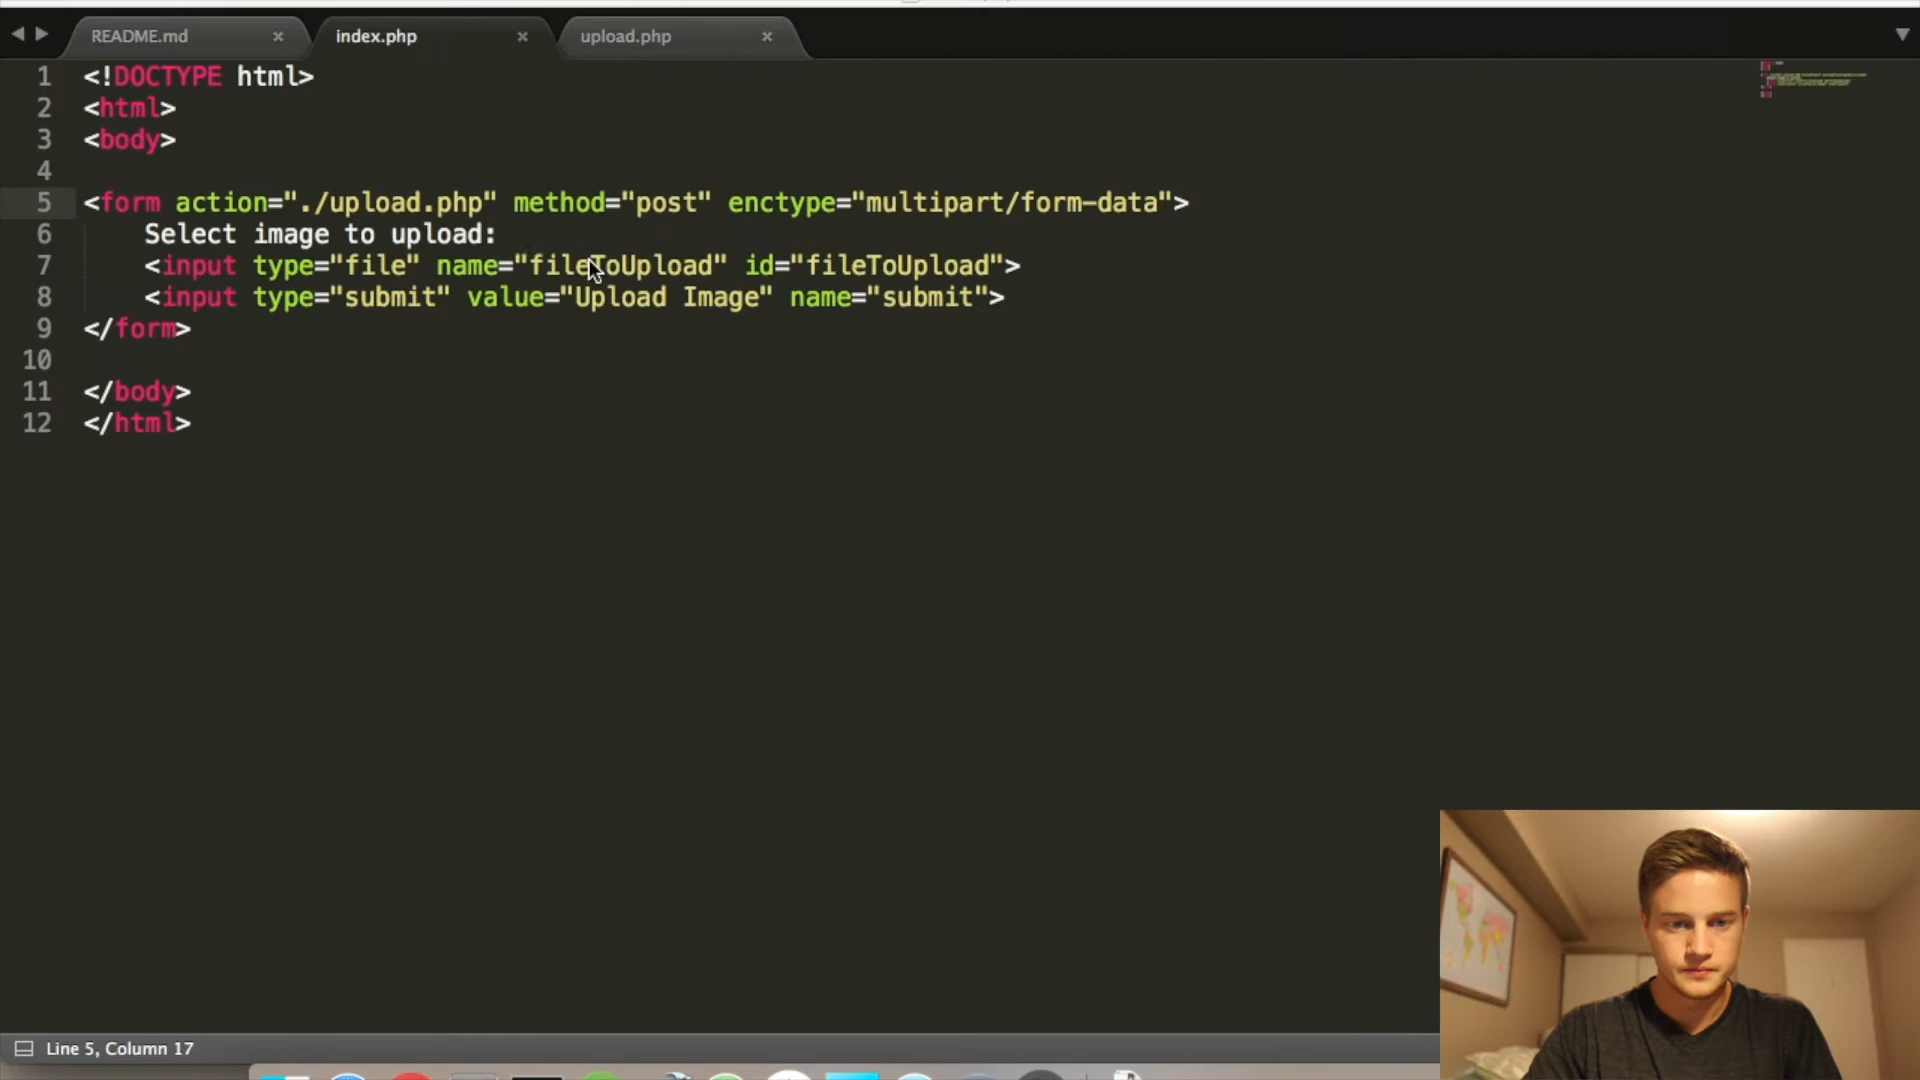 README.md × index.php × upload.php ×
1 <!DOCTYPE html>
2 <html>
3 <body>
4
5 <form action="./upload.php" method="post" enctype="multipart/form-data">
6 Select image to upload:
7 <input type="file" name="fileToUpload" id="fileToUpload">
8 <input type="submit" value="Upload Image" name="submit">
9 </form>
10
11 </body>
12 </html>
Line 5, Column 17